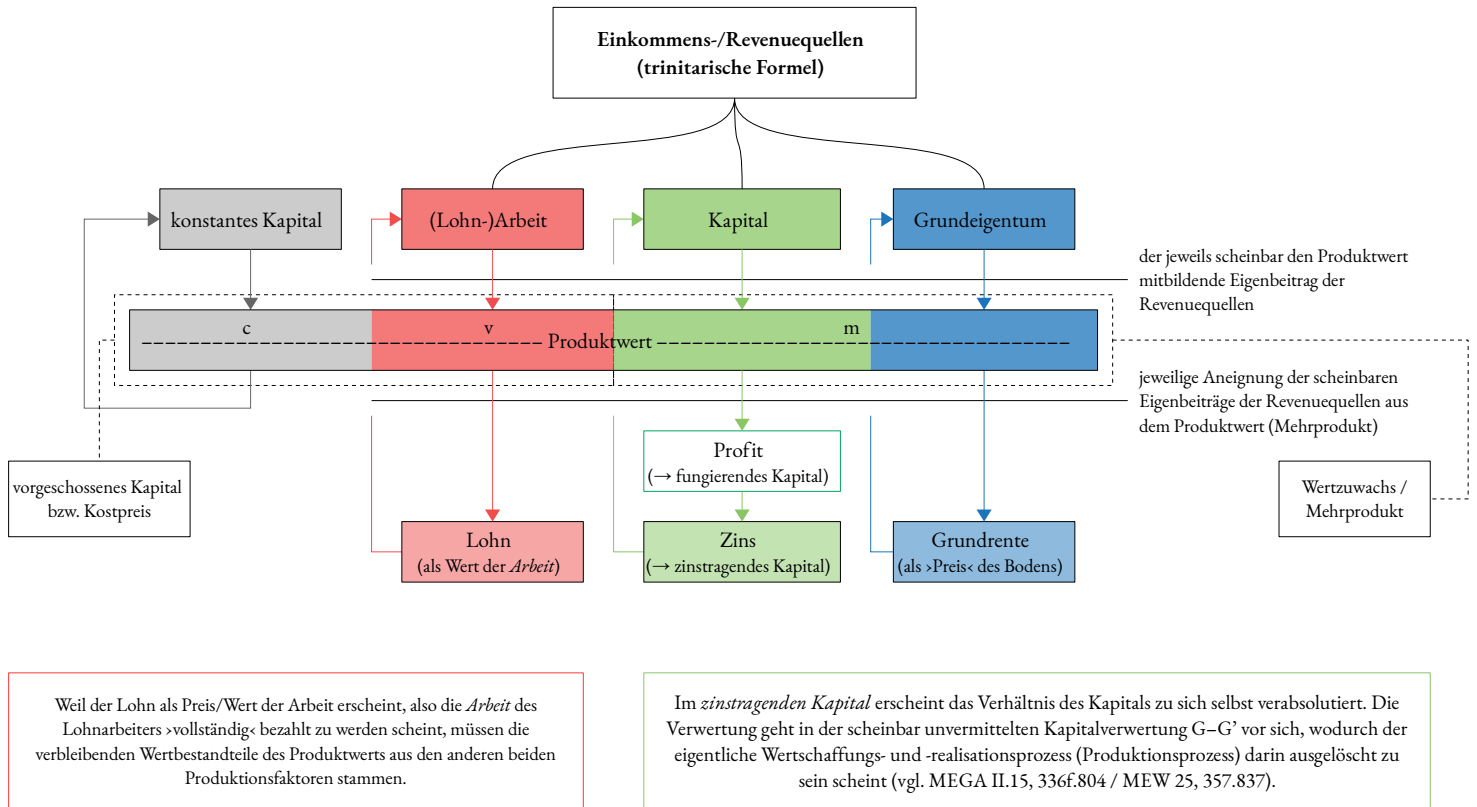 Einkommens-/Revenuequellen
(trinitarische Formel)
konstantes Kapital
(Lohn-)Arbeit
Kapital
Grundeigentum
der jeweils scheinbar den Produktwert
mitbildende Eigenbeitrag der
Revenuequellen
c
v
m
Produktwert
jeweilige Aneignung der scheinbaren
Eigenbeiträge der Revenuequellen aus
dem Produktwert (Mehrprodukt)
vorgeschossenes Kapital
bzw. Kostpreis
Profit
(→ fungierendes Kapital)
Wertzuwachs /
Mehrprodukt
Lohn
(als Wert der Arbeit)
Zins
(→ zinstragendes Kapital)
Grundrente
(als ›Preis‹ des Bodens)
Weil der Lohn als Preis/Wert der Arbeit erscheint, also die Arbeit des
Lohnarbeiters ›vollständig‹ bezahlt zu werden scheint, müssen die
verbleibenden Wertbestandteile des Produktwerts aus den anderen beiden
Produktionsfaktoren stammen.
Im zinstragenden Kapital erscheint das Verhältnis des Kapitals zu sich selbst verabsolutiert. Die
Verwertung geht in der scheinbar unvermittelten Kapitalverwertung G–G’ vor sich, wodurch der
eigentliche Wertschaffungs- und -realisationsprozess (Produktionsprozess) darin ausgelöscht zu
sein scheint (vgl. MEGA II.15, 336f.804 / MEW 25, 357.837).